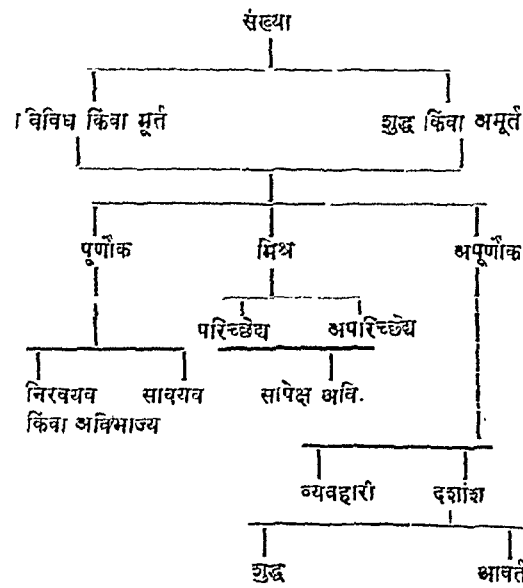 संख्या
विविध किंवा मूर्त
शुद्ध किंवा अमूर्त
पूर्णांक
मिश्र
अपूर्णांक
परिच्छेद्य
अपरिच्छेद्य
निरवयव
किंवा अविभाज्य
सावयव
सापेक्ष अवि.
व्यवहारी
दशांश
शुद्ध
आवर्त